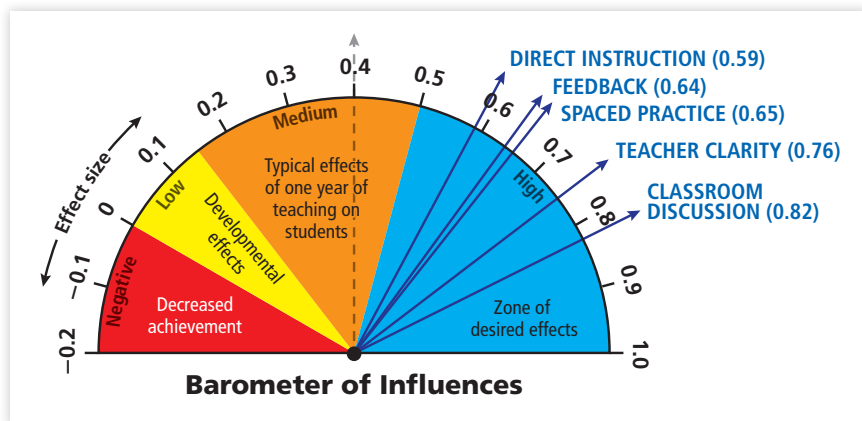 DIRECT INSTRUCTION (0.59)
FEEDBACK (0.64)
SPACED PRACTICE (0.65)
TEACHER CLARITY (0.76)
CLASSROOM
DISCUSSION (0.82)
Effect size
−0.2
−0.1
0
0.1
0.2
0.3
0.4
0.5
0.6
0.7
0.8
0.9
1.0
Negative
Low
Medium
High
Decreased
achievement
Developmental
effects
Typical effects
of one year of
teaching on
students
Zone of
desired effects
Barometer of Influences